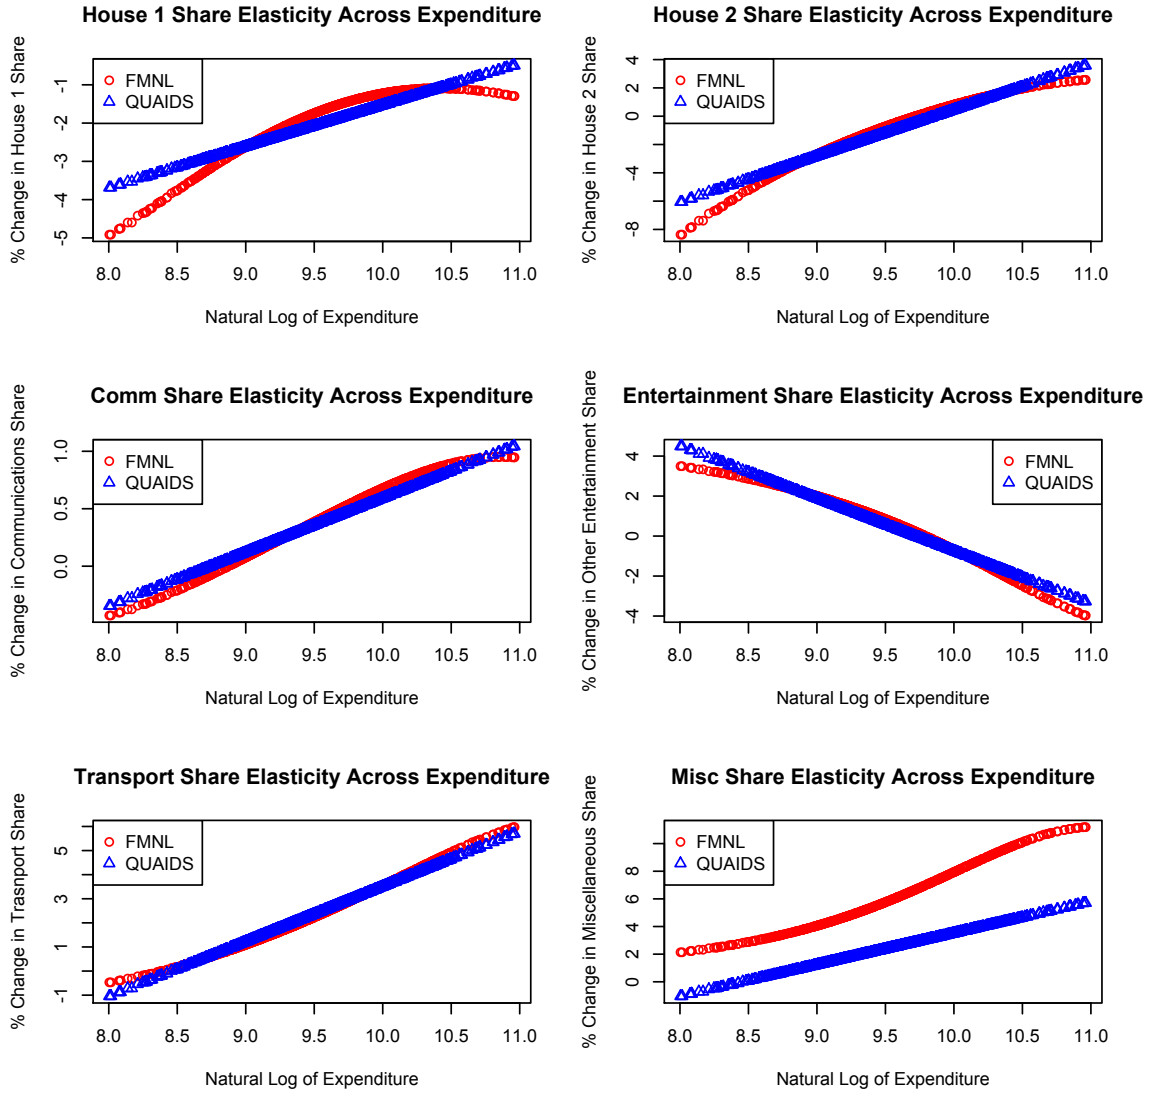 House 1 Share Elasticity Across Expenditure
% Change in House 1 Share
-1
-2
-3
-4
-5
FMNL
QUAIDS
8.0 8.5 9.0 9.5 10.0 10.5 11.0
Natural Log of Expenditure
House 2 Share Elasticity Across Expenditure
% Change in House 2 Share
4
2
0
-4
-8
FMNL
QUAIDS
8.0 8.5 9.0 9.5 10.0 10.5 11.0
Natural Log of Expenditure
Comm Share Elasticity Across Expenditure
% Change in Communications Share
1.0
0.5
0.0
FMNL
QUAIDS
8.0 8.5 9.0 9.5 10.0 10.5 11.0
Natural Log of Expenditure
Entertainment Share Elasticity Across Expenditure
% Change in Other Entertainment Share
4
2
0
-2
-4
FMNL
QUAIDS
8.0 8.5 9.0 9.5 10.0 10.5 11.0
Natural Log of Expenditure
Transport Share Elasticity Across Expenditure
% Change in Trasnport Share
5
3
1
-1
FMNL
QUAIDS
8.0 8.5 9.0 9.5 10.0 10.5 11.0
Natural Log of Expenditure
Misc Share Elasticity Across Expenditure
% Change in Miscellaneous Share
8
6
4
2
0
FMNL
QUAIDS
8.0 8.5 9.0 9.5 10.0 10.5 11.0
Natural Log of Expenditure